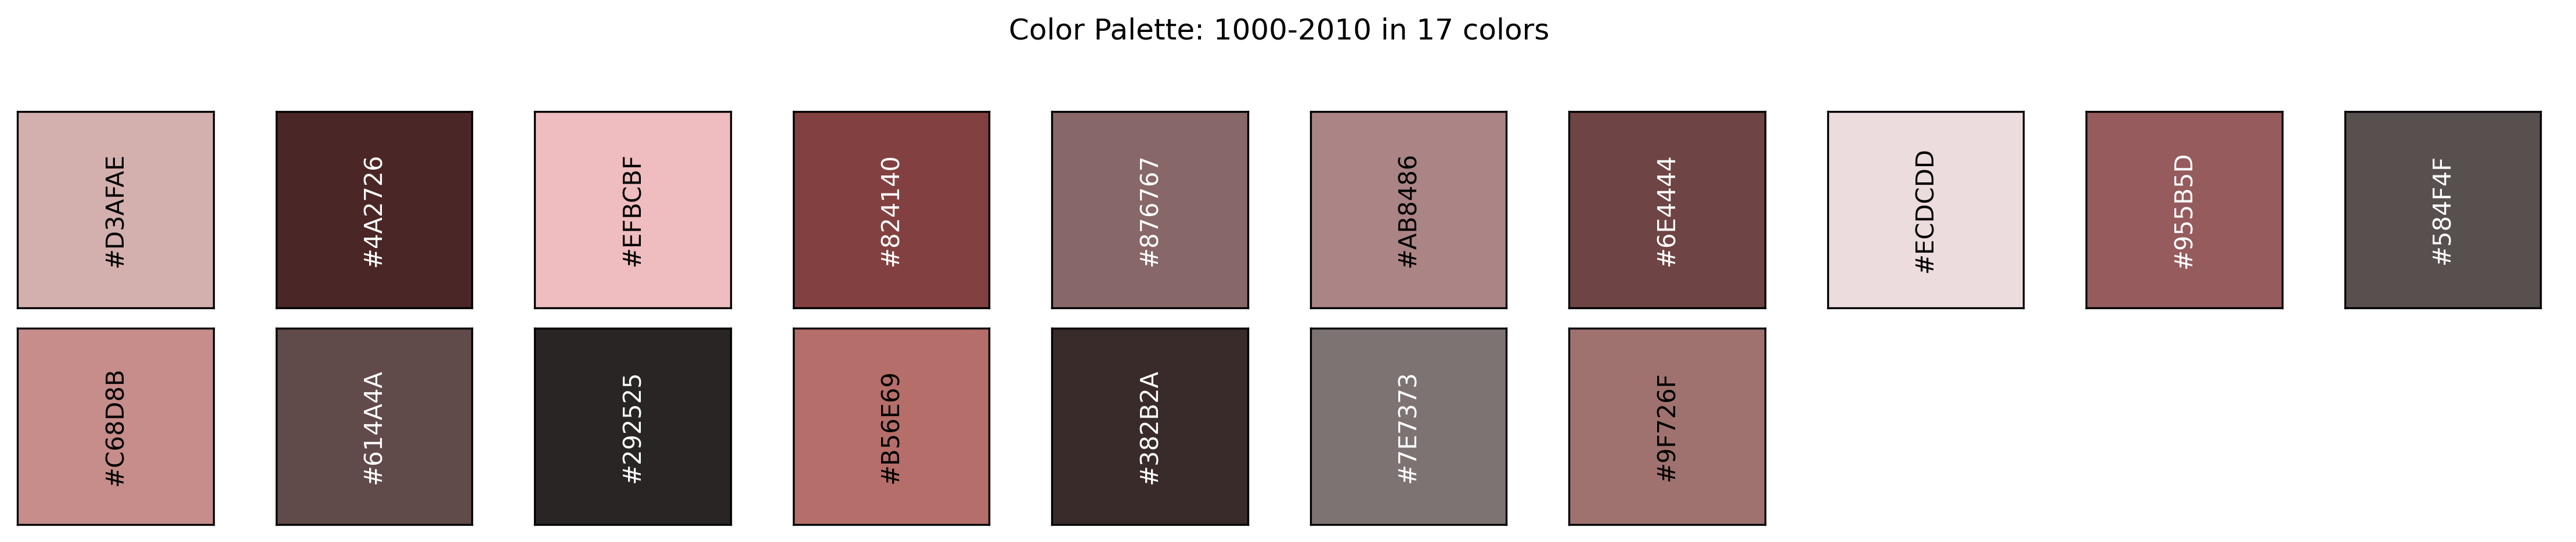 Color Palette: 1000-2010 in 17 colors
#D3AFAE
#4A2726
#EFBCBF
#824140
#876767
#AB8486
#6E4444
#ECDCDD
#955B5D
#584F4F
#C68D8B
#614A4A
#292525
#B56E69
#382B2A
#7E7373
#9F726F